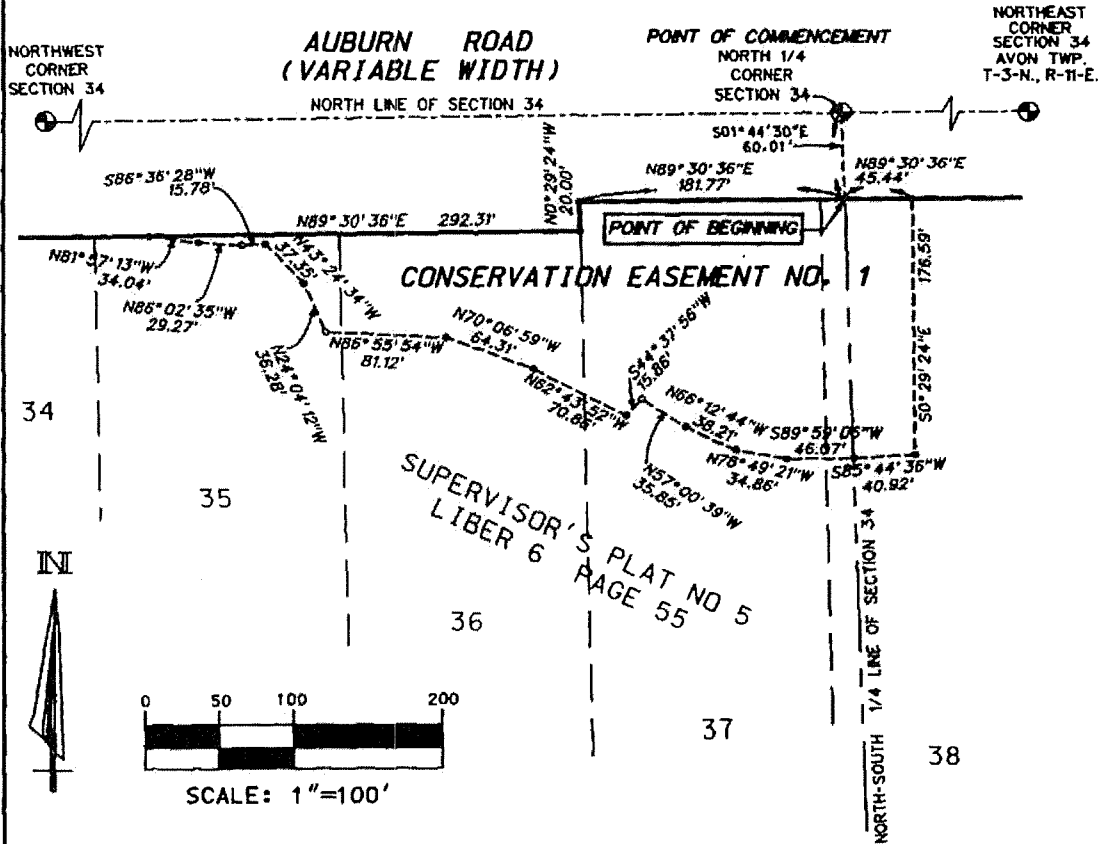 NORTHWEST
CORNER
SECTION 34
AUBURN ROAD
(VARIABLE WIDTH)
NORTH LINE OF SECTION 34
POINT OF COMMENCEMENT
NORTH 1/4
CORNER
SECTION 34
NORTHEAST
CORNER
SECTION 34
AVON TWP.
T-3-N., R-11-E.
S01°44'30"E
60.01'
N89°30'36"E
181.77'
N89°30'36"E
45.44'
N0°29'24"W
20.00'
S86°36'28"W
15.78'
N89°30'36"E 292.31'
POINT OF BEGINNING
N81°57'13"W
34.04'
N86°02'35"W
29.27'
N43°24'34"W
37.35'
CONSERVATION EASEMENT NO. 1
176.59'
S0°29'24"E
N24°04'12"W
36.28'
N86°55'54"W
81.12'
N70°06'59"W
64.31'
N62°43'52"W
70.85'
S44°37'56"W
15.86'
N66°12'44"W
38.21'
S89°59'06"W
46.07'
N57°00'39"W
35.85'
N76°49'21"W
34.86'
S85°44'36"W
40.92'
34
35
SUPERVISOR'S PLAT NO 5
LIBER 6 PAGE 55
36
37
38
NORTH-SOUTH 1/4 LINE OF SECTION 34
N
0 50 100 200
SCALE: 1"=100'